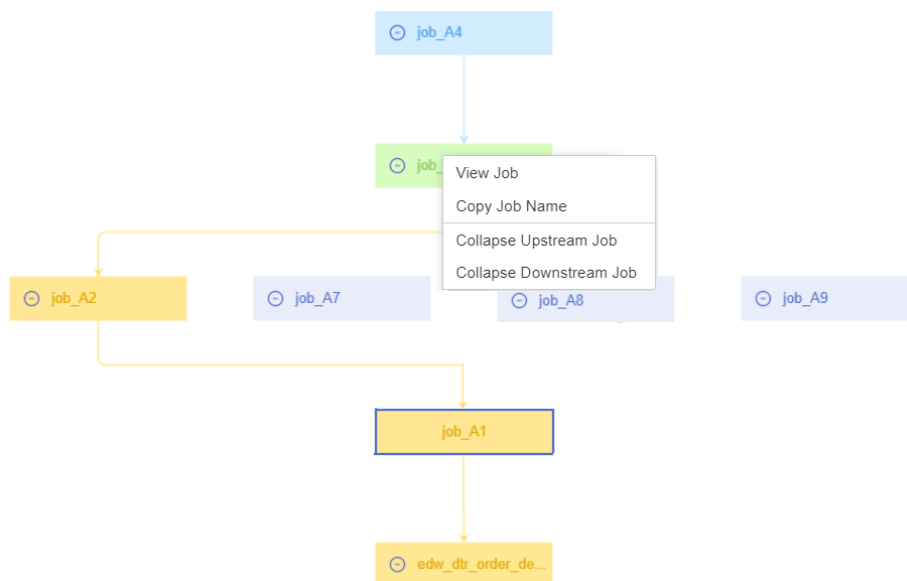 job_A4
job_
View Job
Copy Job Name
Collapse Upstream Job
Collapse Downstream Job
job_A2
job_A7
job_A8
job_A9
job_A1
edw_dtr_order_de...